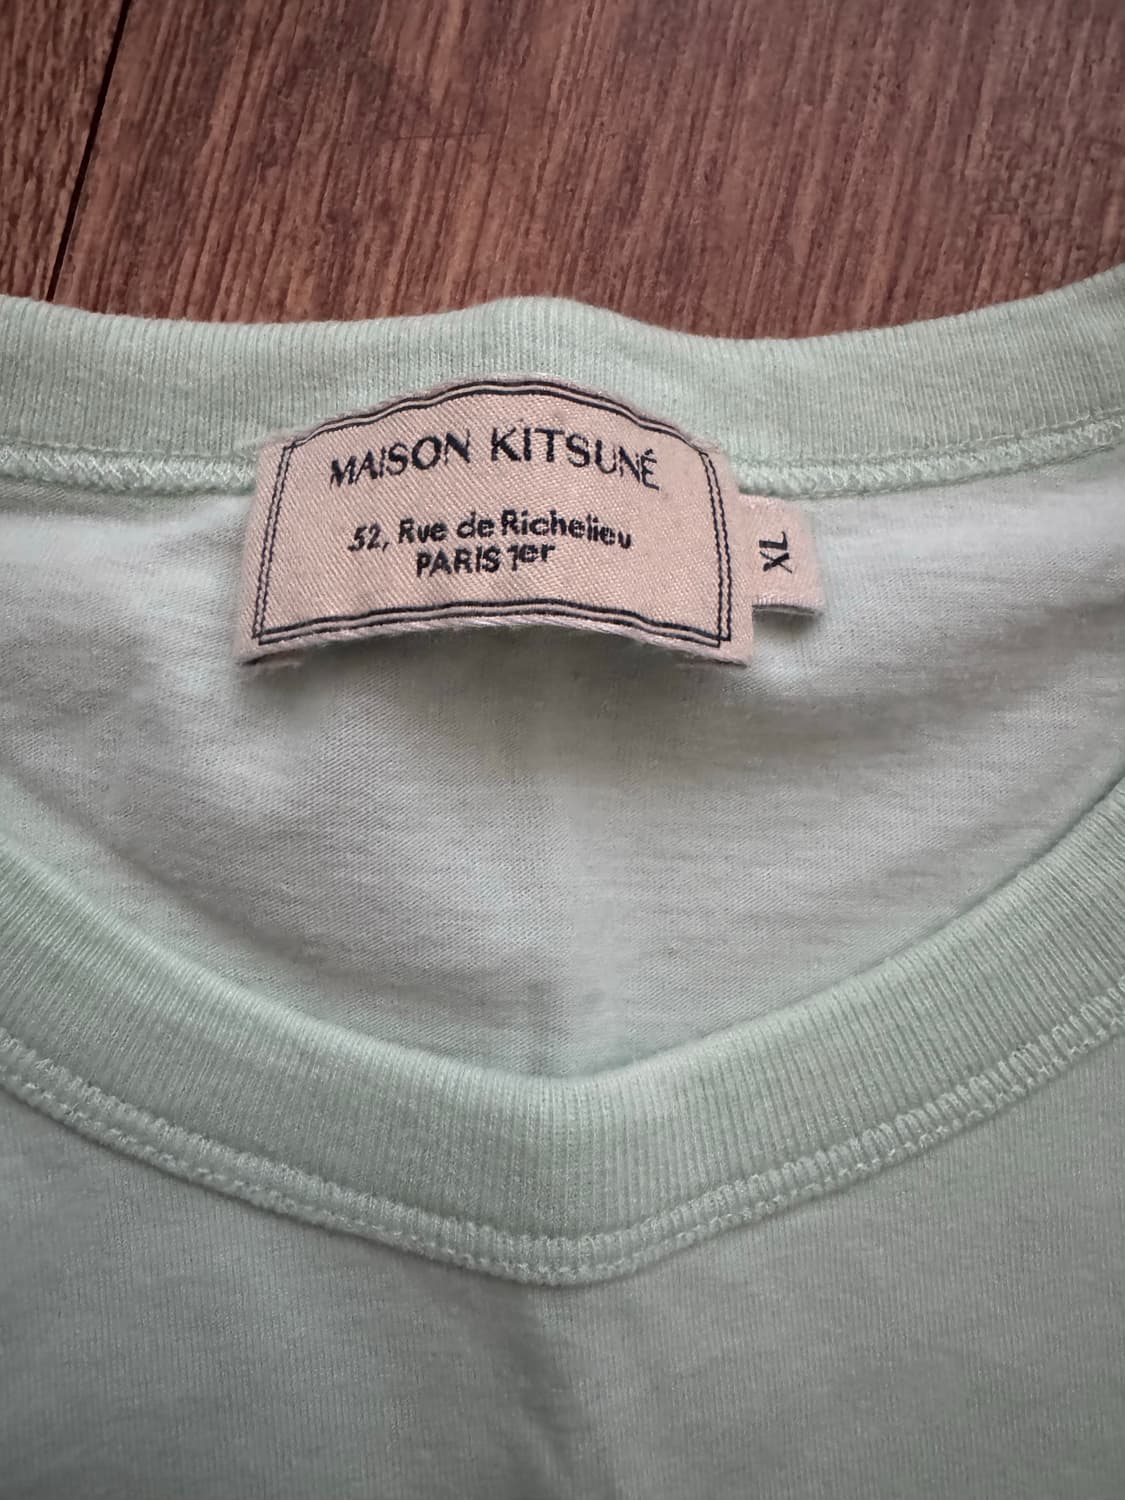 MAISON KITSUNÉ
52, Rue de Richelieu
PARIS 1er
XL